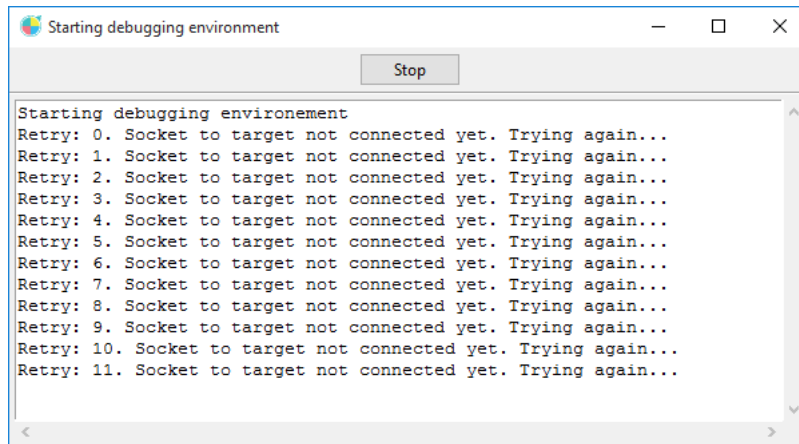 Starting debugging environment
Stop
Starting debugging environement
Retry: 0. Socket to target not connected yet. Trying again...
Retry: 1. Socket to target not connected yet. Trying again...
Retry: 2. Socket to target not connected yet. Trying again...
Retry: 3. Socket to target not connected yet. Trying again...
Retry: 4. Socket to target not connected yet. Trying again...
Retry: 5. Socket to target not connected yet. Trying again...
Retry: 6. Socket to target not connected yet. Trying again...
Retry: 7. Socket to target not connected yet. Trying again...
Retry: 8. Socket to target not connected yet. Trying again...
Retry: 9. Socket to target not connected yet. Trying again...
Retry: 10. Socket to target not connected yet. Trying again...
Retry: 11. Socket to target not connected yet. Trying again...